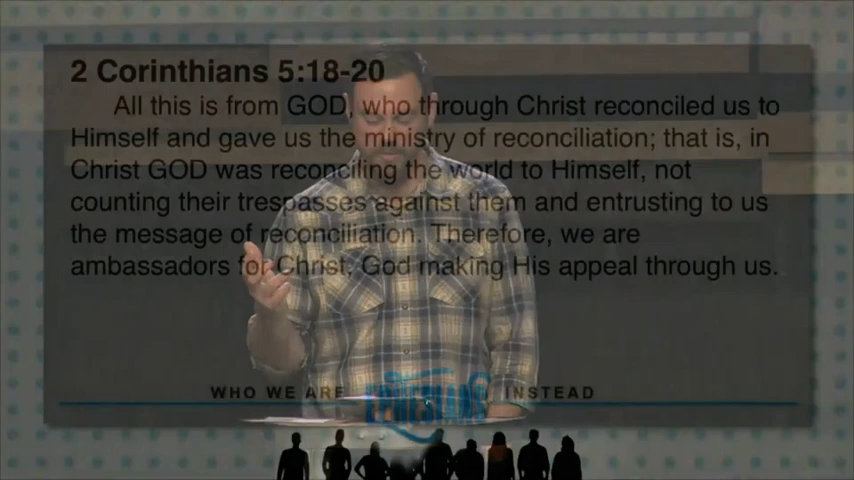 2 Corinthians 5:18-20
All this is from GOD, who through Christ reconciled us to
Himself and gave us the ministry of reconciliation; that is, in
Christ GOD was reconciling the world to Himself, not
counting their trespasses against them and entrusting to us
the message of reconciliation. Therefore, we are
ambassadors for Christ, God making His appeal through us.
WHO WE ARE EPHESIANS INSTEAD